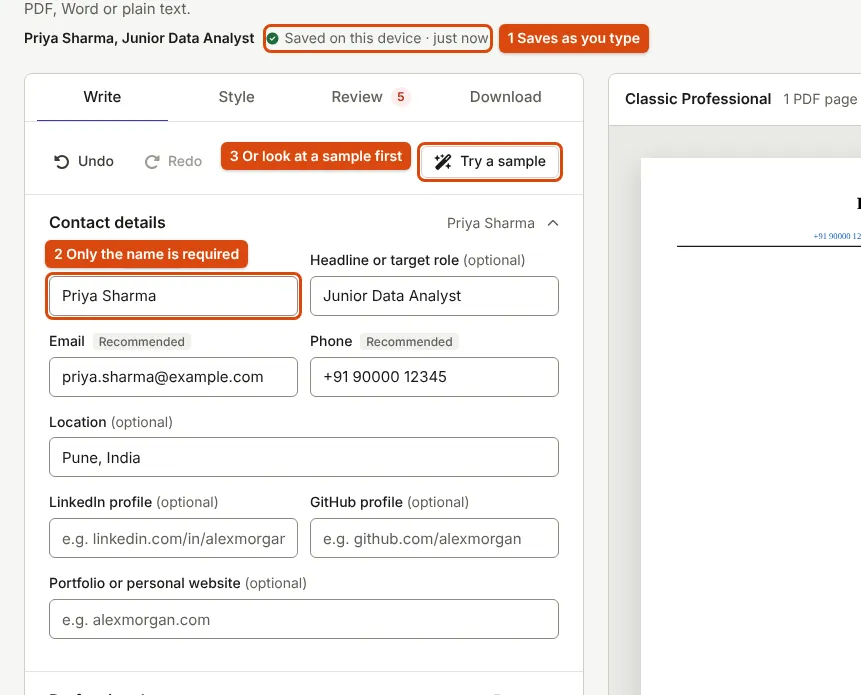 PDF, Word or plain text.
Priya Sharma, Junior Data Analyst Saved on this device · just now 1 Saves as you type
Write Style Review 5 Download
Classic Professional 1 PDF page
Undo Redo 3 Or look at a sample first Try a sample
Contact details Priya Sharma
2 Only the name is required Headline or target role (optional)
Priya Sharma Junior Data Analyst
+91 90000 12
Email Recommended Phone Recommended
priya.sharma@example.com +91 90000 12345
Location (optional)
Pune, India
LinkedIn profile (optional) GitHub profile (optional)
e.g. linkedin.com/in/alexmorgan e.g. github.com/alexmorgan
Portfolio or personal website (optional)
e.g. alexmorgan.com